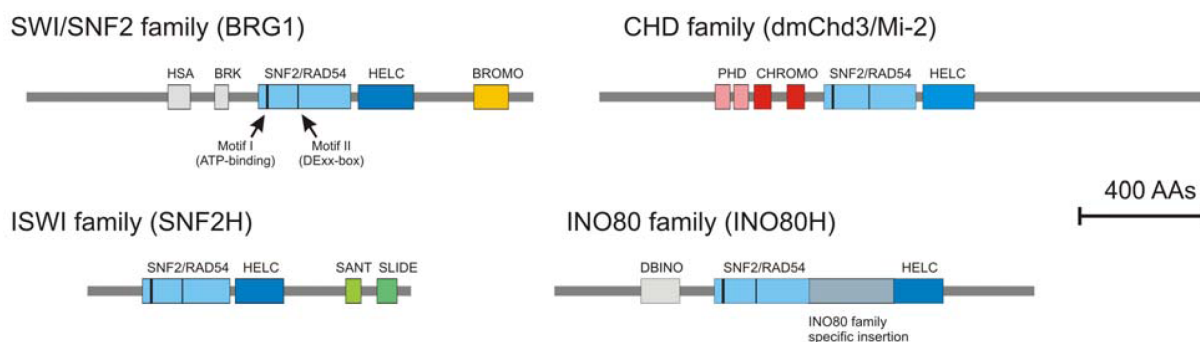 SWI/SNF2 family (BRG1)
HSA BRK SNF2/RAD54 HELC BROMO
Motif I
(ATP-binding)
Motif II
(DExx-box)
CHD family (dmChd3/Mi-2)
PHD CHROMO SNF2/RAD54 HELC
400 AAs
ISWI family (SNF2H)
SNF2/RAD54 HELC SANT SLIDE
INO80 family (INO80H)
DBINO SNF2/RAD54 HELC
INO80 family
specific insertion